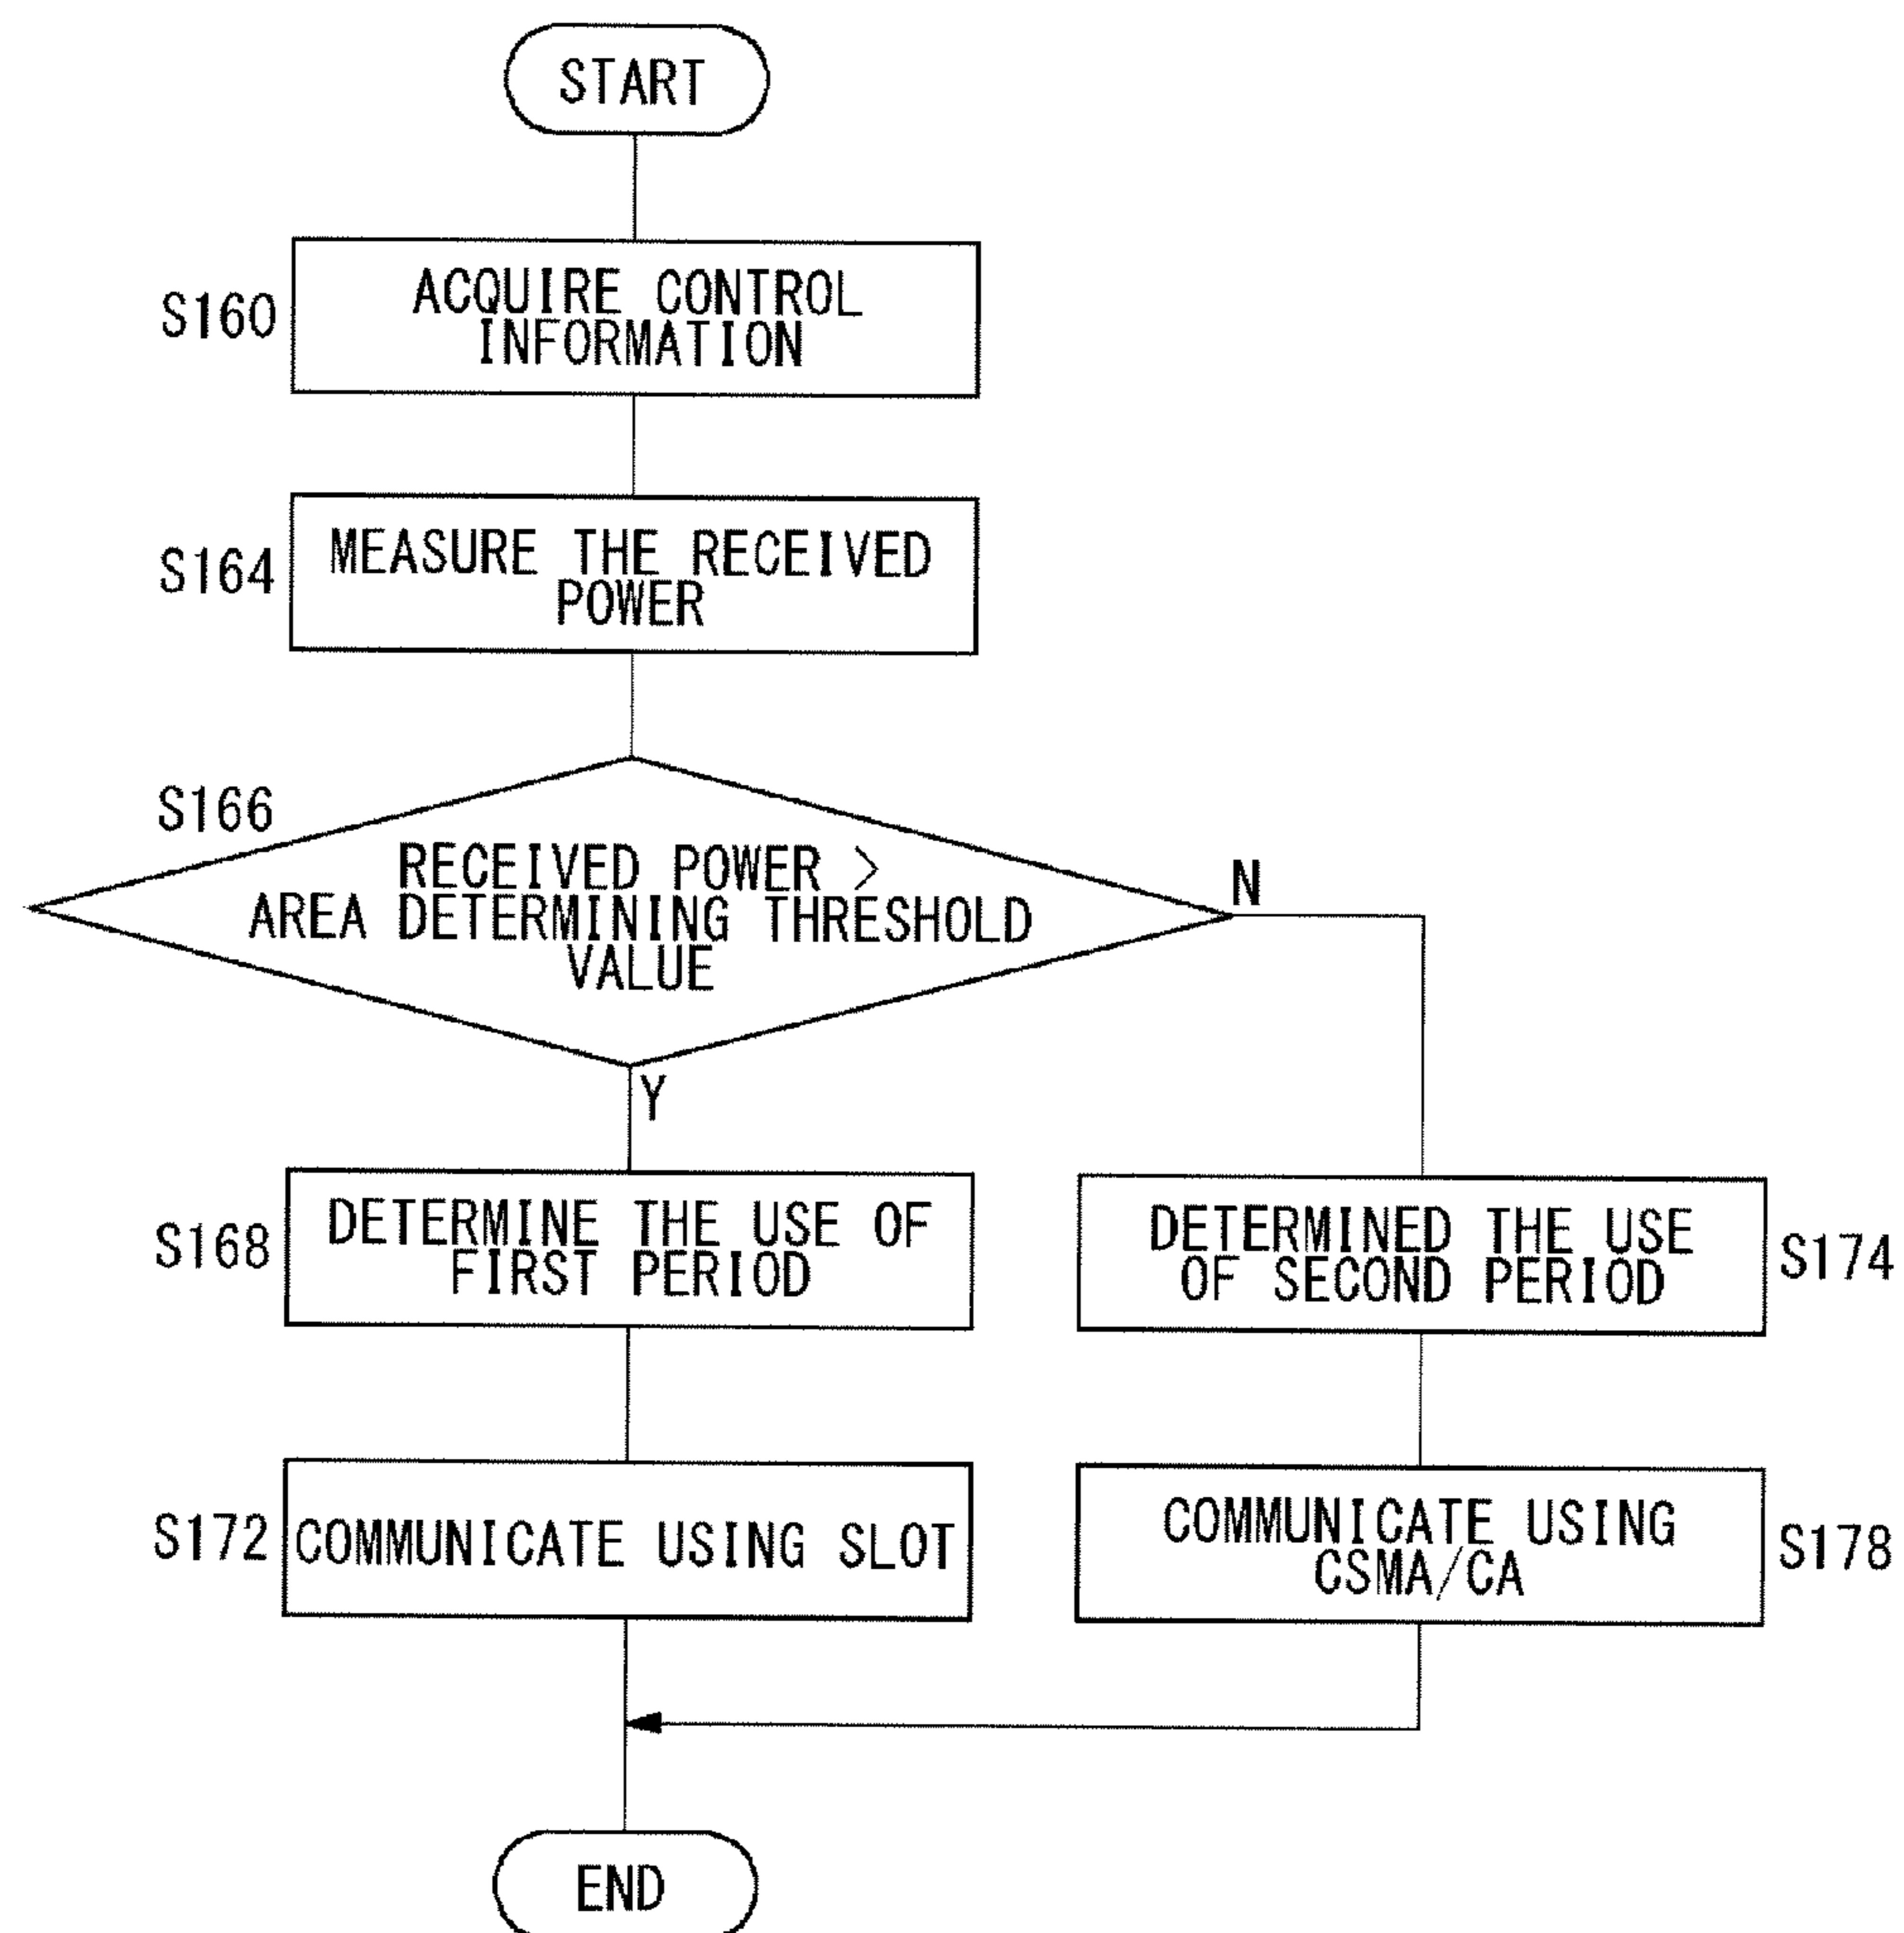 START
S160
ACQUIRE CONTROL
INFORMATION
S164
MEASURE THE RECEIVED
POWER
S166
RECEIVED POWER >
AREA DETERMINING THRESHOLD
VALUE
N
Y
S168
DETERMINE THE USE OF
FIRST PERIOD
DETERMINED THE USE
OF SECOND PERIOD
S174
S172
COMMUNICATE USING SLOT
COMMUNICATE USING
CSMA/CA
S178
END